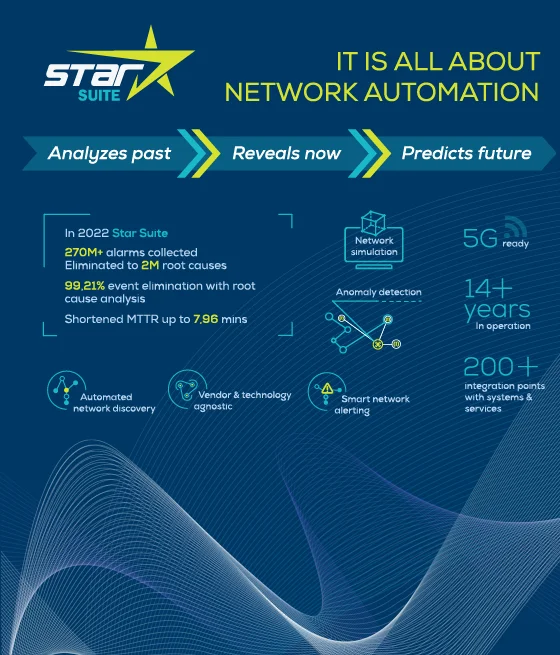 STAR
SUITE
IT IS ALL ABOUT
NETWORK AUTOMATION
Analyzes past
Reveals now
Predicts future
In 2022 Star Suite
270M+ alarms collected
Eliminated to 2M root causes
99,21% event elimination with root
cause analysis
Shortened MTTR up to 7,96 mins
Network
simulation
Anomaly detection
5G ready
14+
years
In operation
200+
integration points
with systems &
services
Automated
network discovery
Vendor & technology
agnostic
Smart network
alerting